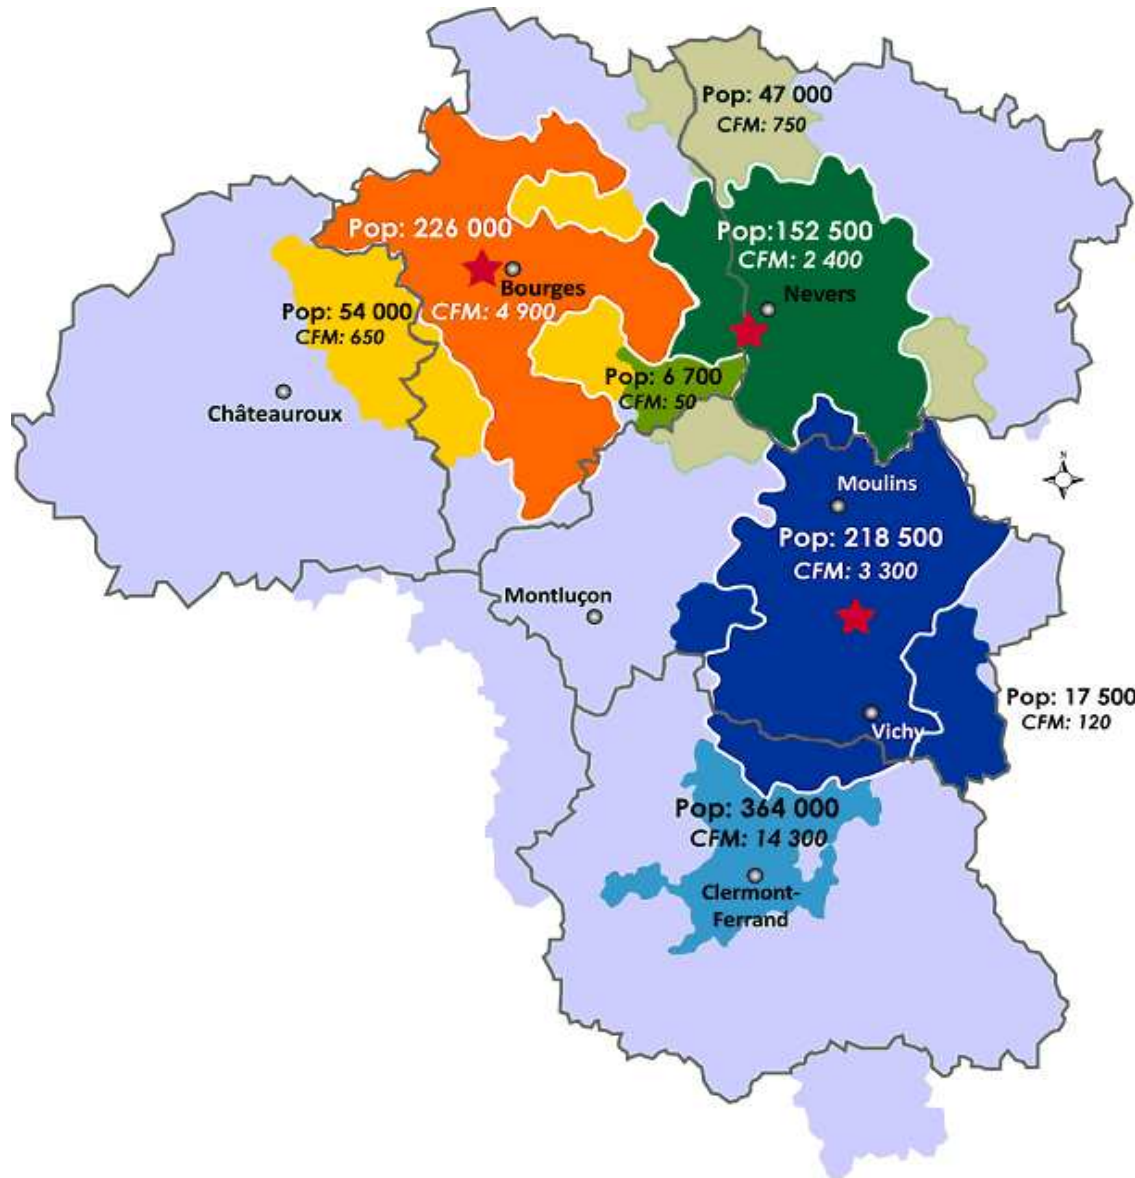 Pop: 47 000
CFM: 750
Pop: 226 000
Pop:152 500
CFM: 2 400
Bourges
Nevers
Pop: 54 000
CFM: 4 900
CFM: 650
Pop: 6 700
CFM: 50
Châteauroux
N
Moulins
Pop: 218 500
CFM: 3 300
Montluçon
Pop: 17 500
CFM: 120
Vichy
Pop: 364 000
CFM: 14 300
Clermont-
Ferrand